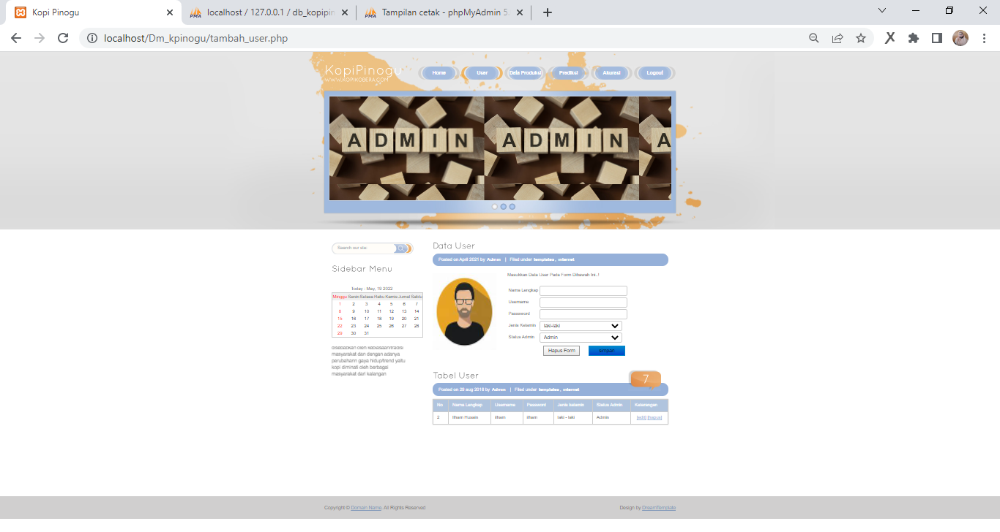 Kopi Pinogu
localhost / 127.0.0.1 / db_kopipin
Tampilan cetak - phpMyAdmin 5.
localhost/Dm_kpinogu/tambah_user.php
KopiPinogu
WWW.KOPIKODERA.COM
Home
User
Data Produksi
Prediksi
Akurasi
Logout
ADMIN ADMIN A
Search our site:
Sidebar Menu
Today : May, 19 2022
Minggu Senin Selasa Rabu Kamis Jumat Sabtu
1 2 3 4 5 6 7
8 9 10 11 12 13 14
15 16 17 18 19 20 21
22 23 24 25 26 27 28
29 30 31
disebabkan oleh kebiasaan/tradisi
masyarakat dan dengan adanya
perubahann gaya hidup/trend yaitu
kopi diminati oleh berbagai
masyarakat dari kalangan
Data User
Posted on April 2021 by Admin | Filed under templates, internet
Masukkan Data User Pada Form Dibawah Ini..!
Nama Lengkap
Username
Password
Jenis Kelamin laki-laki
Status Admin Admin
Hapus Form simpan
Tabel User
7
Posted on 29 aug 2016 by Admin | Filed under templates, internet
No Nama Lengkap Username Password Jenis kelamin Status Admin Keterangan
2 Ilham Husain ilham ilham laki - laki Admin [edit] [hapus]
Copyright © Domain Name. All Rights Reserved
Design by DreamTemplate